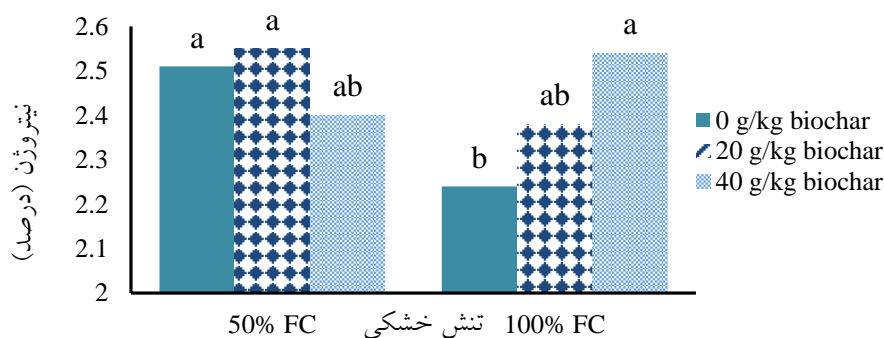 2.6
2.5
2.4
2.3
2.2
2.1
2
نیتروژن (درصد)
a
a
ab
b
ab
a
50% FC
تنش خشکی
100% FC
0 g/kg biochar
20 g/kg biochar
40 g/kg biochar